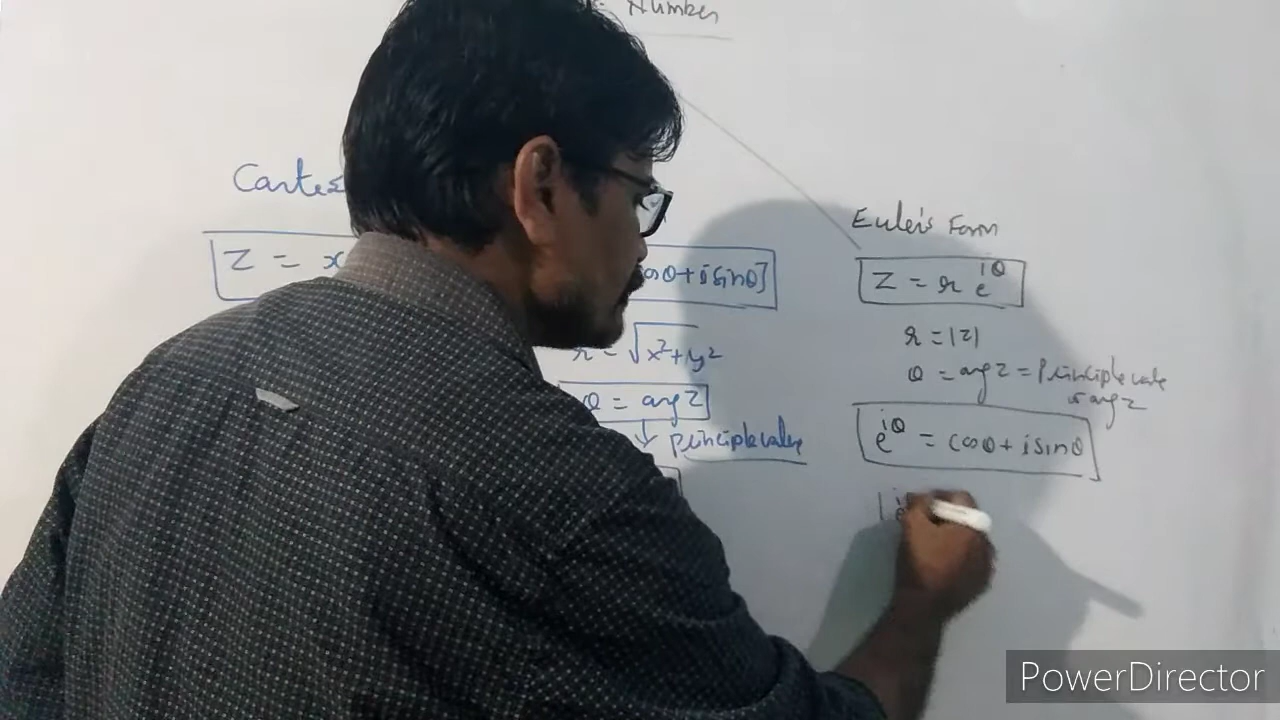 Number
Cartes
Euler's Form
Z = x
cosθ+isinθ]
Z = r e^{iθ}
r = √x²+y²
r = |z|
θ = arg z
θ = arg z = Principle value
of arg z
principle value
e^{iθ} = cosθ + i sinθ
PowerDirector